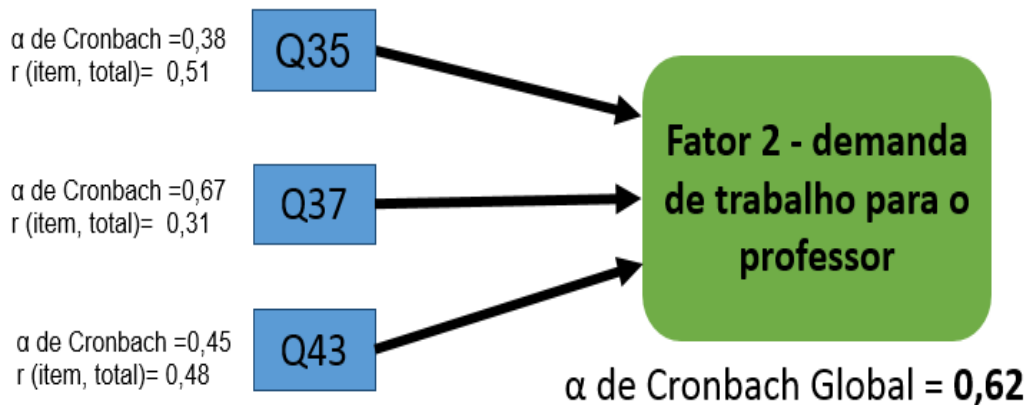 α de Cronbach =0,38
r (item, total)= 0,51
Q35
α de Cronbach =0,67
r (item, total)= 0,31
Q37
α de Cronbach =0,45
r (item, total)= 0,48
Q43
Fator 2 - demanda
de trabalho para o
professor
α de Cronbach Global = 0,62